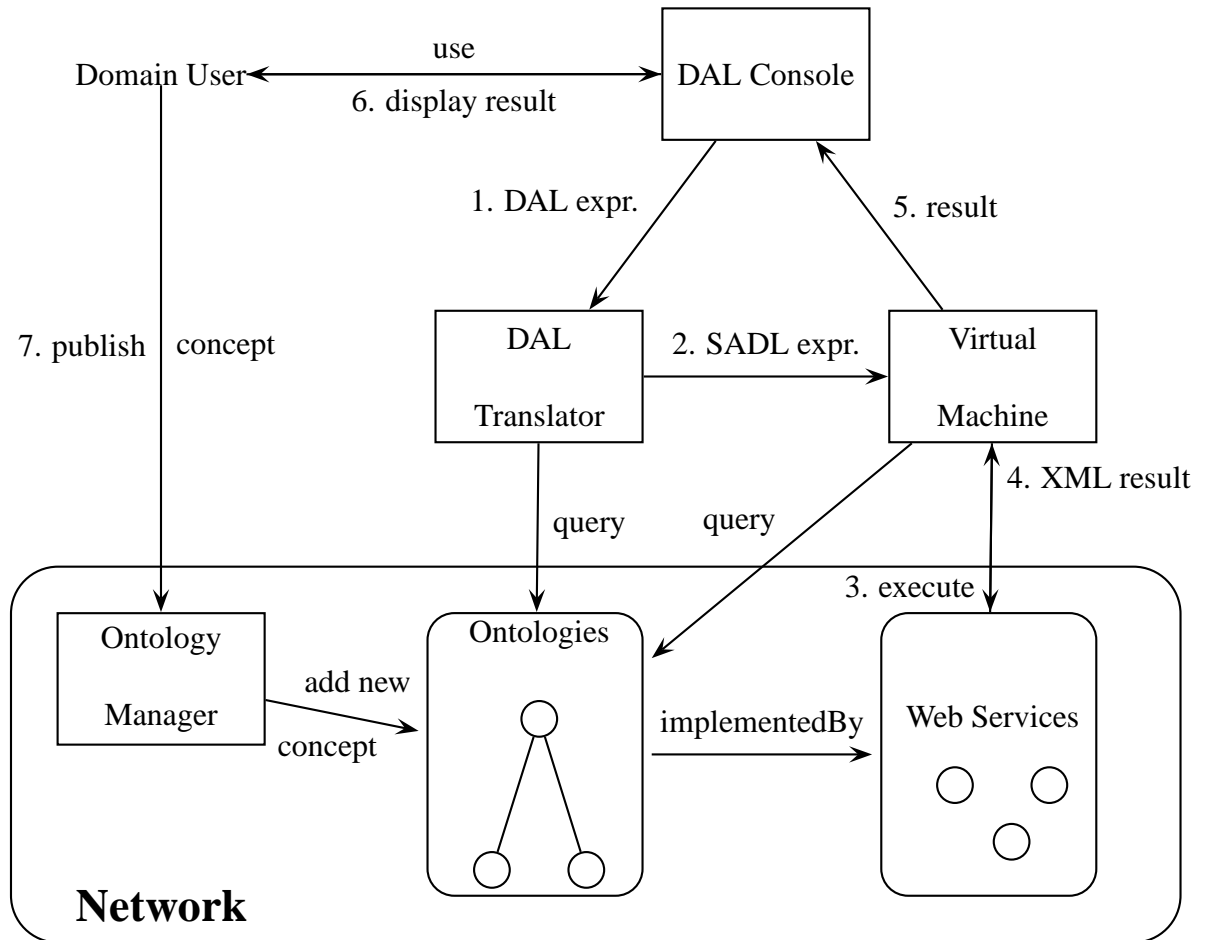 use
Domain User
DAL Console
6. display result
1. DAL expr.
5. result
7. publish concept
DAL
Translator
2. SADL expr.
Virtual
Machine
4. XML result
query
query
3. execute
Ontology
Manager
Ontologies
add new
concept
implementedBy
Web Services
Network